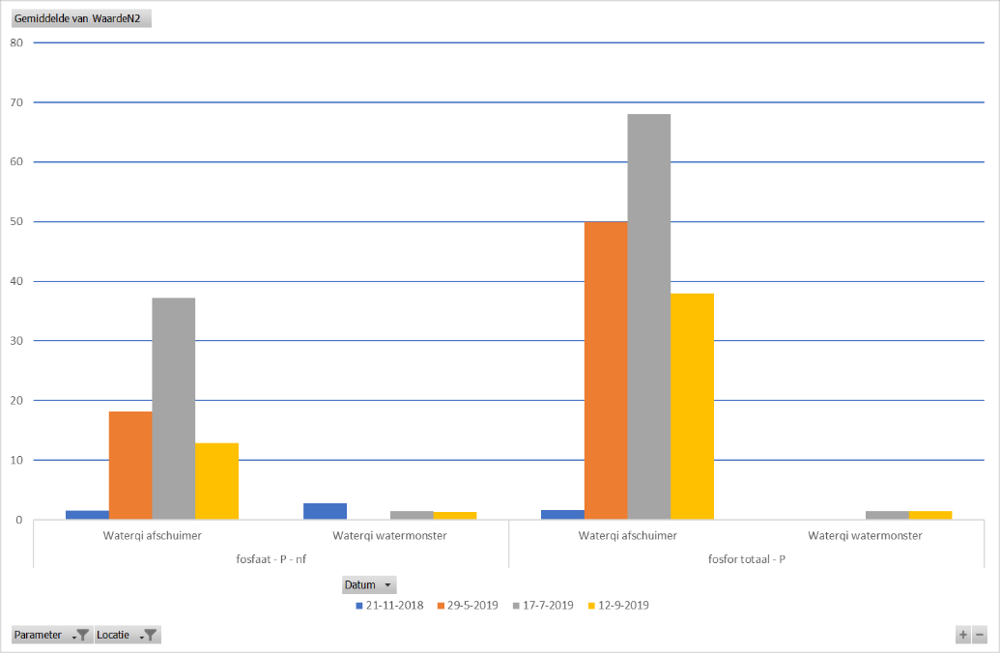 Gemiddelde van WaardeN2
80
70
60
50
40
30
20
10
0
Waterqi afschuimer Waterqi watermonster Waterqi afschuimer Waterqi watermonster
fosfaat - P - nf fosfor totaal - P
Datum
21-11-2018 29-5-2019 17-7-2019 12-9-2019
Parameter Locatie + −